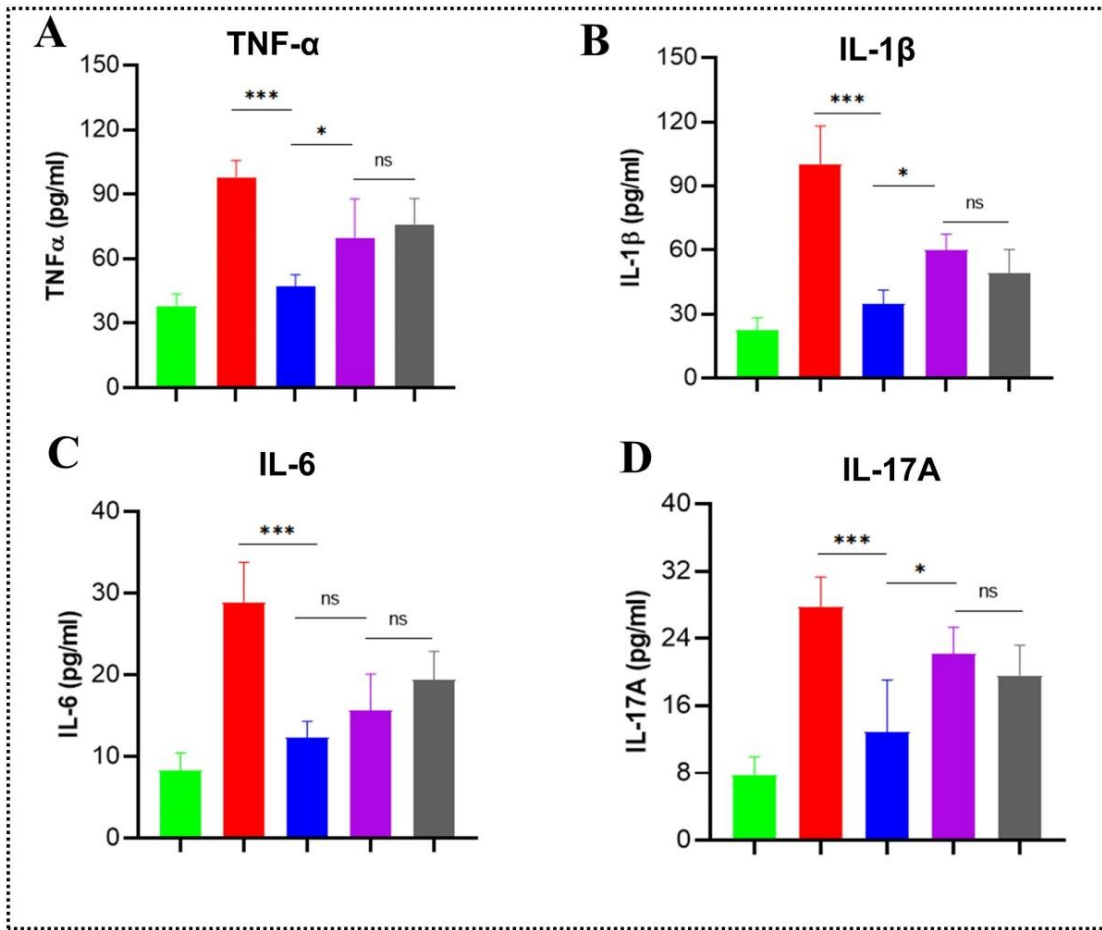 A
TNF-α
TNFα (pg/ml)
150
120
90
60
30
0
***
*
ns
B
IL-1β
IL-1β (pg/ml)
150
120
90
60
30
0
***
*
ns
C
IL-6
IL-6 (pg/ml)
40
30
20
10
0
***
ns
ns
D
IL-17A
IL-17A (pg/ml)
40
32
24
16
8
0
***
*
ns